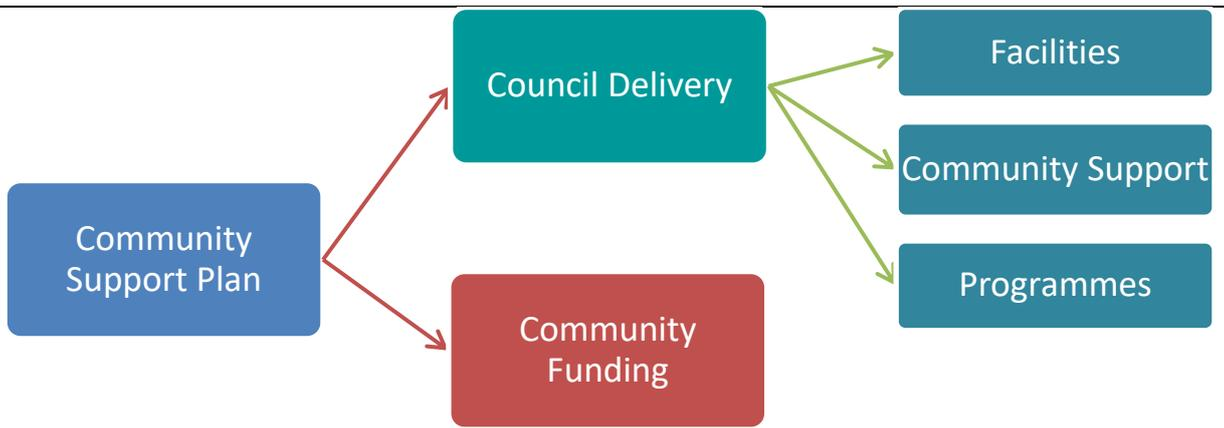 Community
Support Plan
Council Delivery
Community
Funding
Facilities
Community Support
Programmes